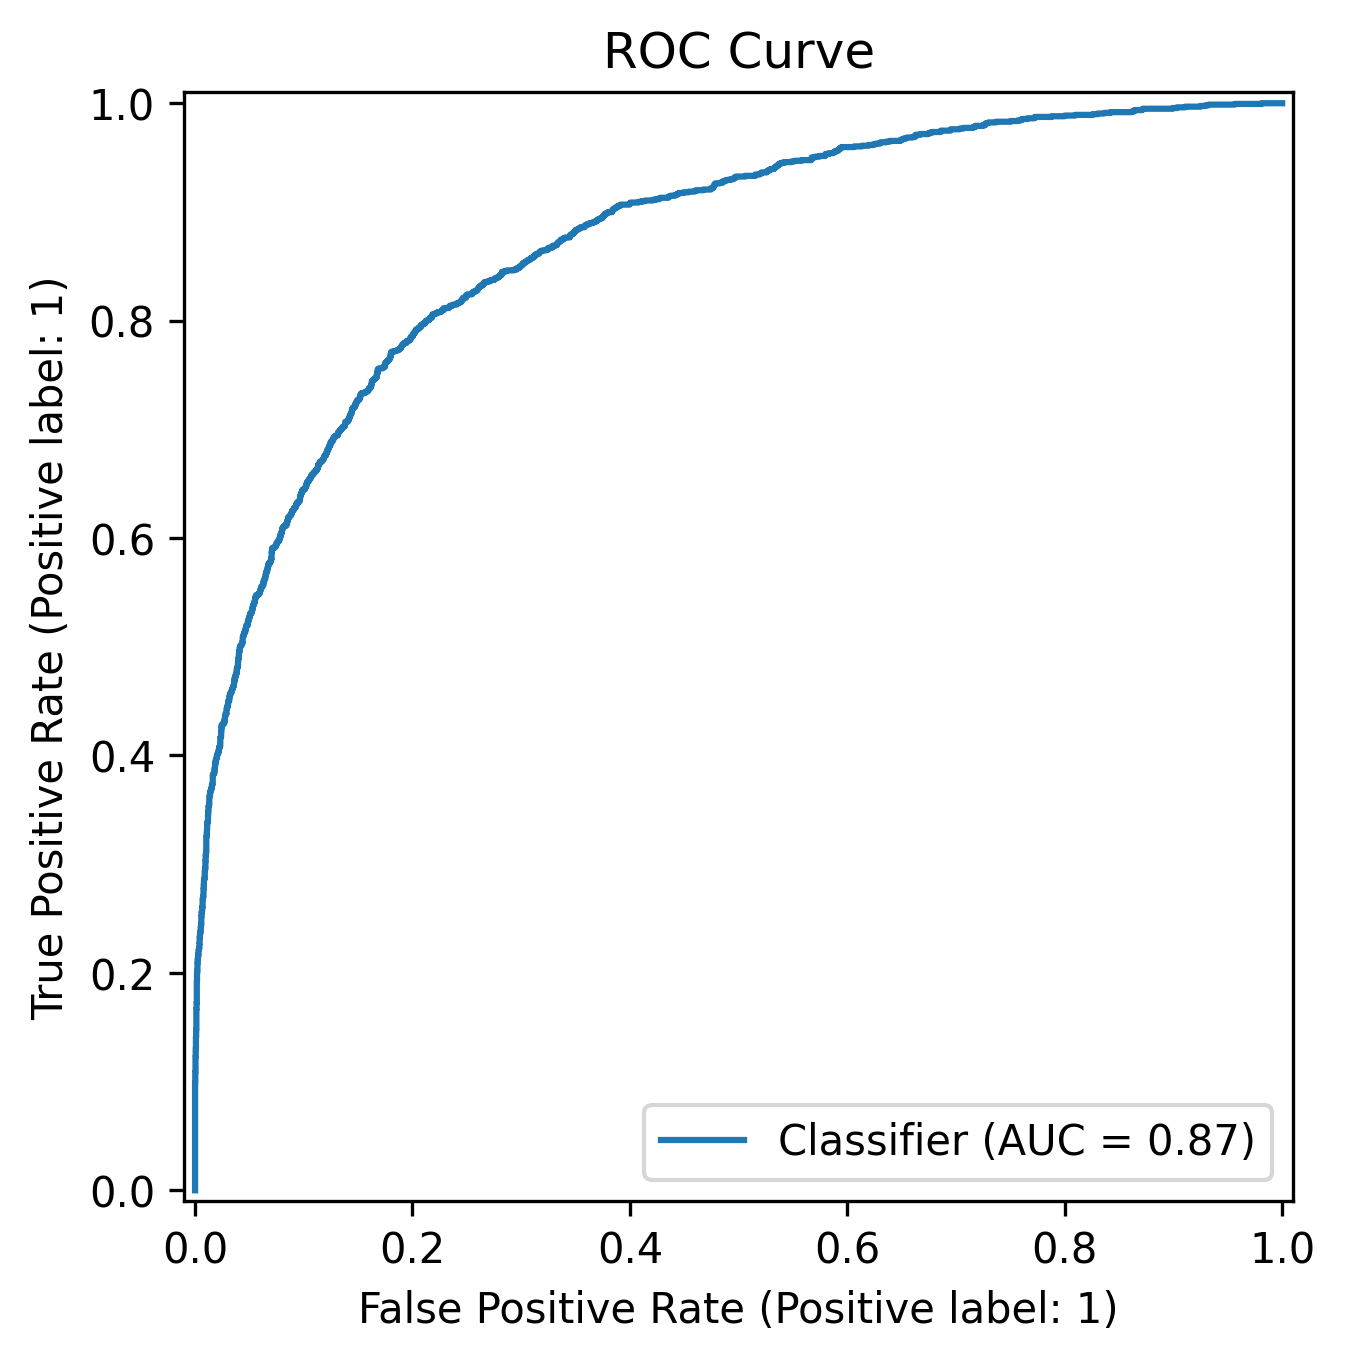 ROC Curve
True Positive Rate (Positive label: 1)
1.0
0.8
0.6
0.4
0.2
0.0
Classifier (AUC = 0.87)
0.0 0.2 0.4 0.6 0.8 1.0
False Positive Rate (Positive label: 1)